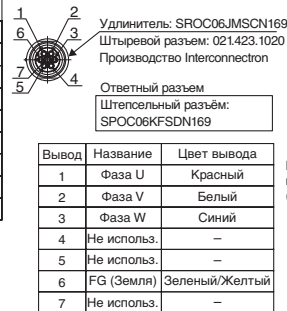 1 2
6 3
7 4
5
Удлинитель: SROC06JMSCN169
Штыревой разъем: 021.423.1020
Производство Interconnectron
Ответный разъем
Штепсельный разъём:
SPOC06KFSDN169
Вывод Название Цвет вывода
1 Фаза U Красный
2 Фаза V Белый
3 Фаза W Синий
4 Не использ. –
5 Не использ. –
6 FG (Земля) Зеленый/Желтый
7 Не использ. –